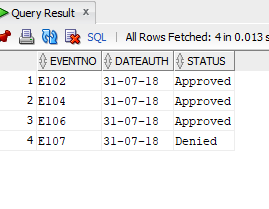 Query Result x
SQL | All Rows Fetched: 4 in 0.013 s
EVENTNO DATEAUTH STATUS
1 E102 31-07-18 Approved
2 E104 31-07-18 Approved
3 E106 31-07-18 Approved
4 E107 31-07-18 Denied